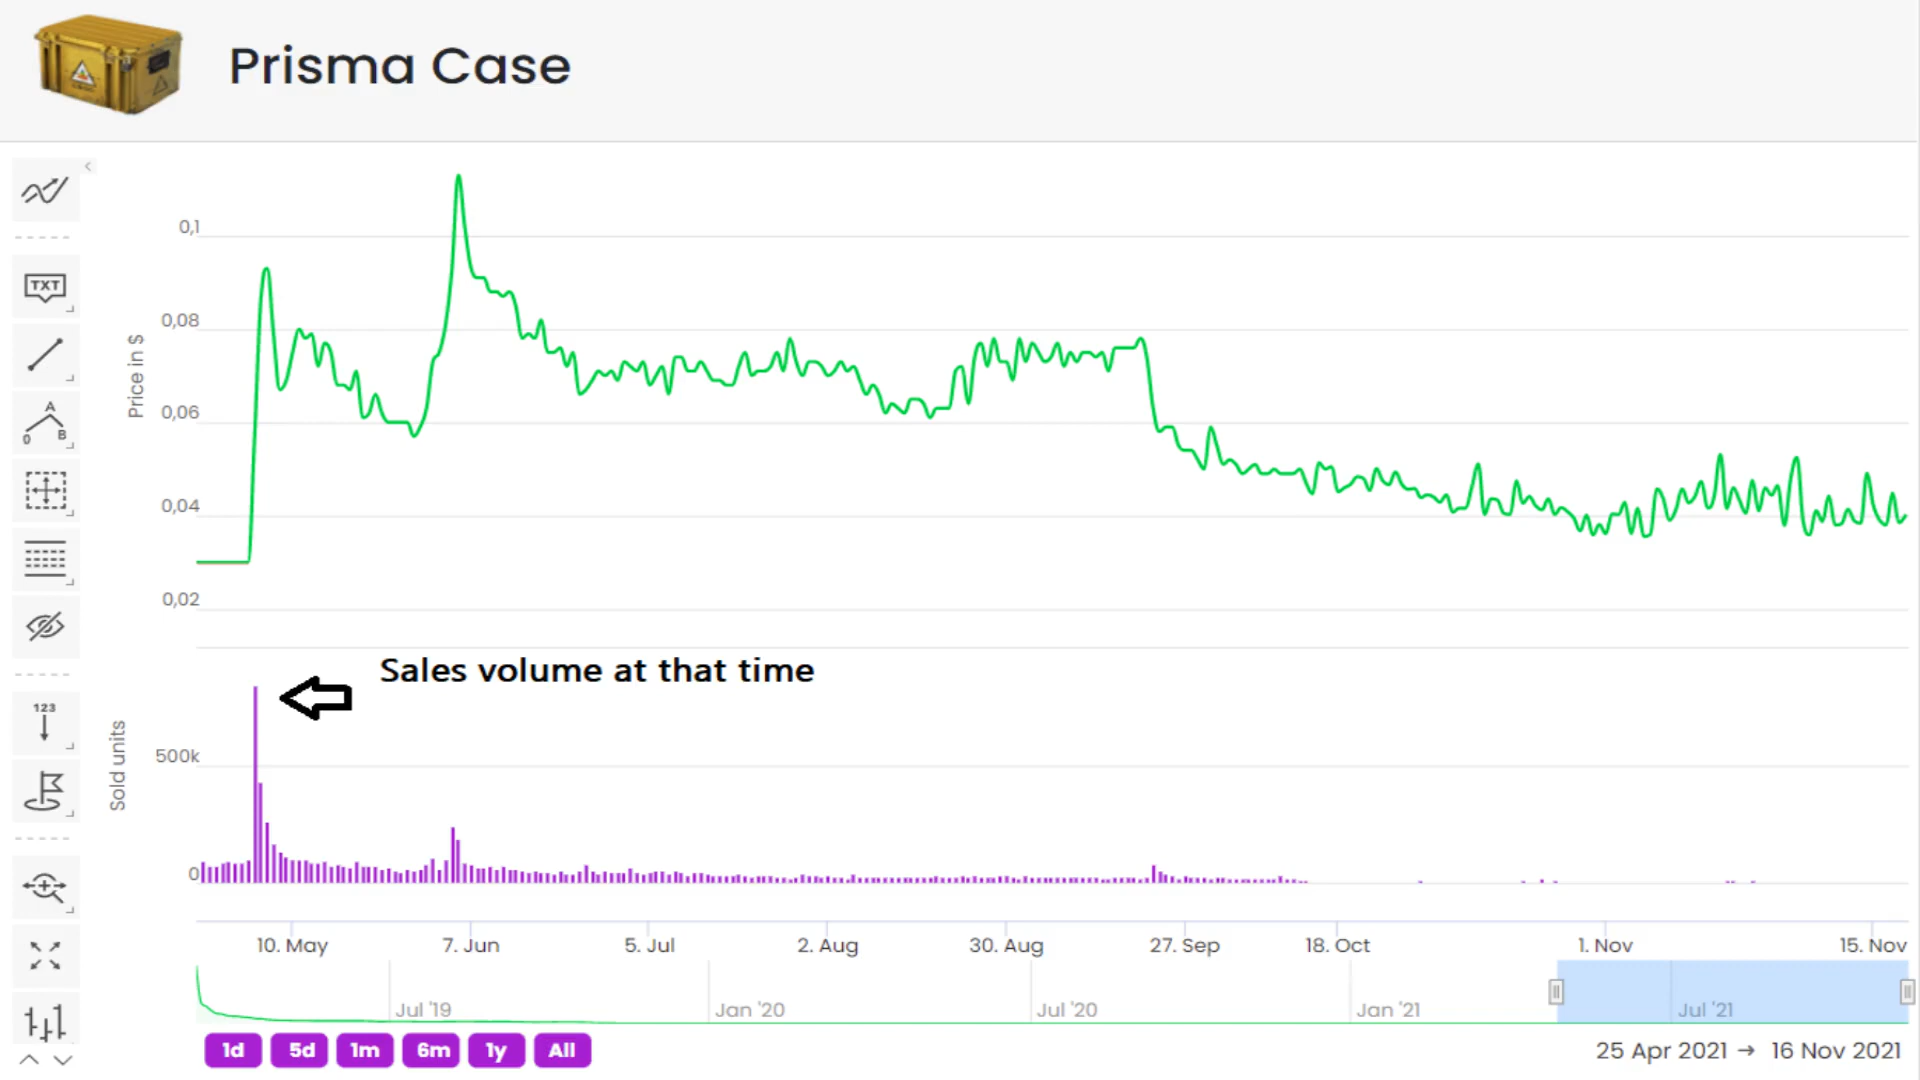 Prisma Case
TXT
A
0 B
123
Price in $
0,1
0,08
0,06
0,04
0,02
Sales volume at that time
Sold units
500k
0
10. May 7. Jun 5. Jul 2. Aug 30. Aug 27. Sep 18. Oct 1. Nov 15. Nov
Jul '19 Jan '20 Jul '20 Jan '21 Jul '21
1d 5d 1m 6m 1y All
25 Apr 2021 → 16 Nov 2021